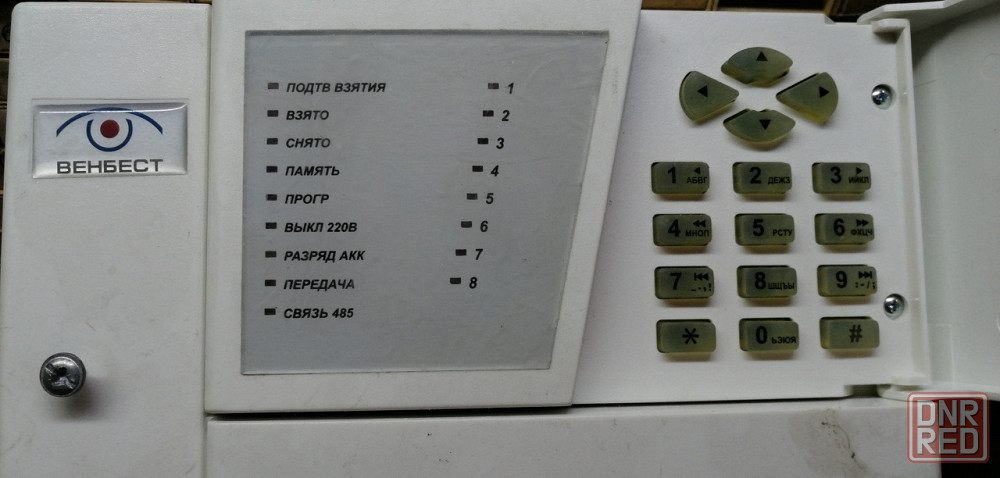 ВЕНБЕСТ
ПОДТВ ВЗЯТИЯ 1
ВЗЯТО 2
СНЯТО 3
ПАМЯТЬ 4
ПРОГР 5
ВЫКЛ 220В 6
РАЗРЯД АКК 7
ПЕРЕДАЧА 8
СВЯЗЬ 485
1 АБВГ 2 ДЕЖЗ 3 ИЙКЛ
4 МНОП 5 РСТУ 6 ФХЦЧ
7 8 ШЩЪЫ 9
* 0 ЬЭЮЯ #
DNR
RED